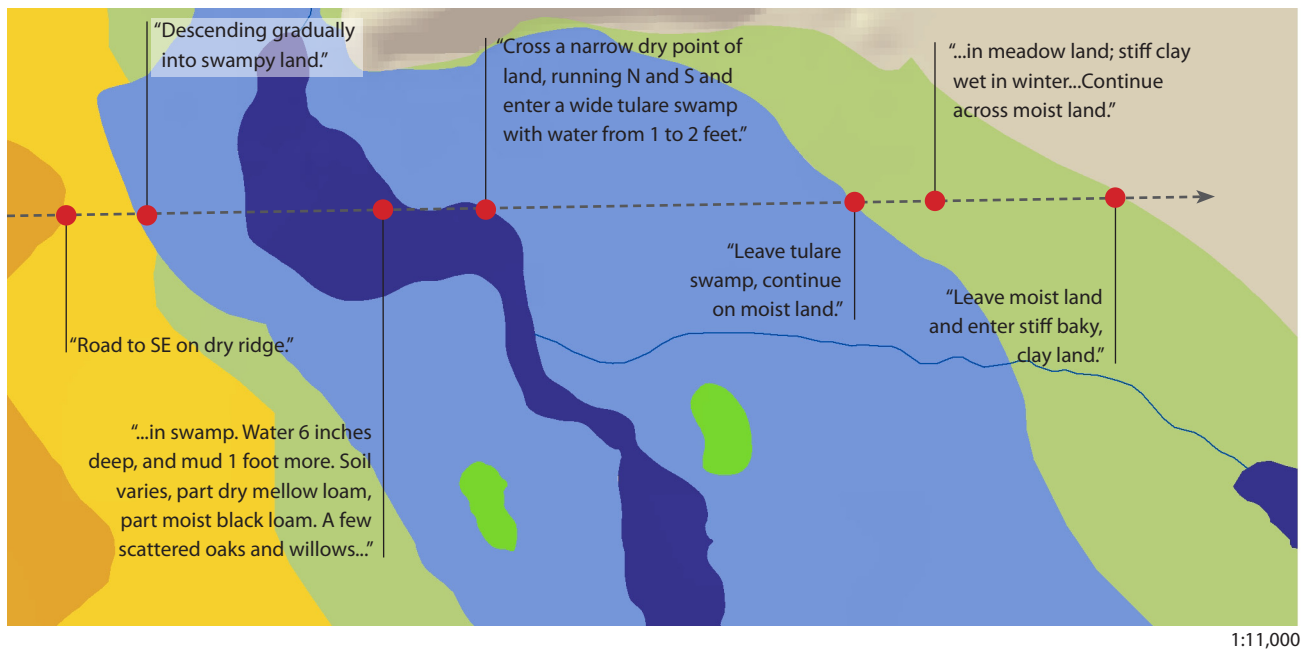 “Descending gradually
into swampy land.”
“Cross a narrow dry point of
land, running N and S and
enter a wide tulare swamp
with water from 1 to 2 feet.”
“...in meadow land; stiff clay
wet in winter...Continue
across moist land.”
“Leave tulare
swamp, continue
on moist land.”
“Leave moist land
and enter stiff baky,
clay land.”
“Road to SE on dry ridge.”
“...in swamp. Water 6 inches
deep, and mud 1 foot more. Soil
varies, part dry mellow loam,
part moist black loam. A few
scattered oaks and willows...”
1:11,000